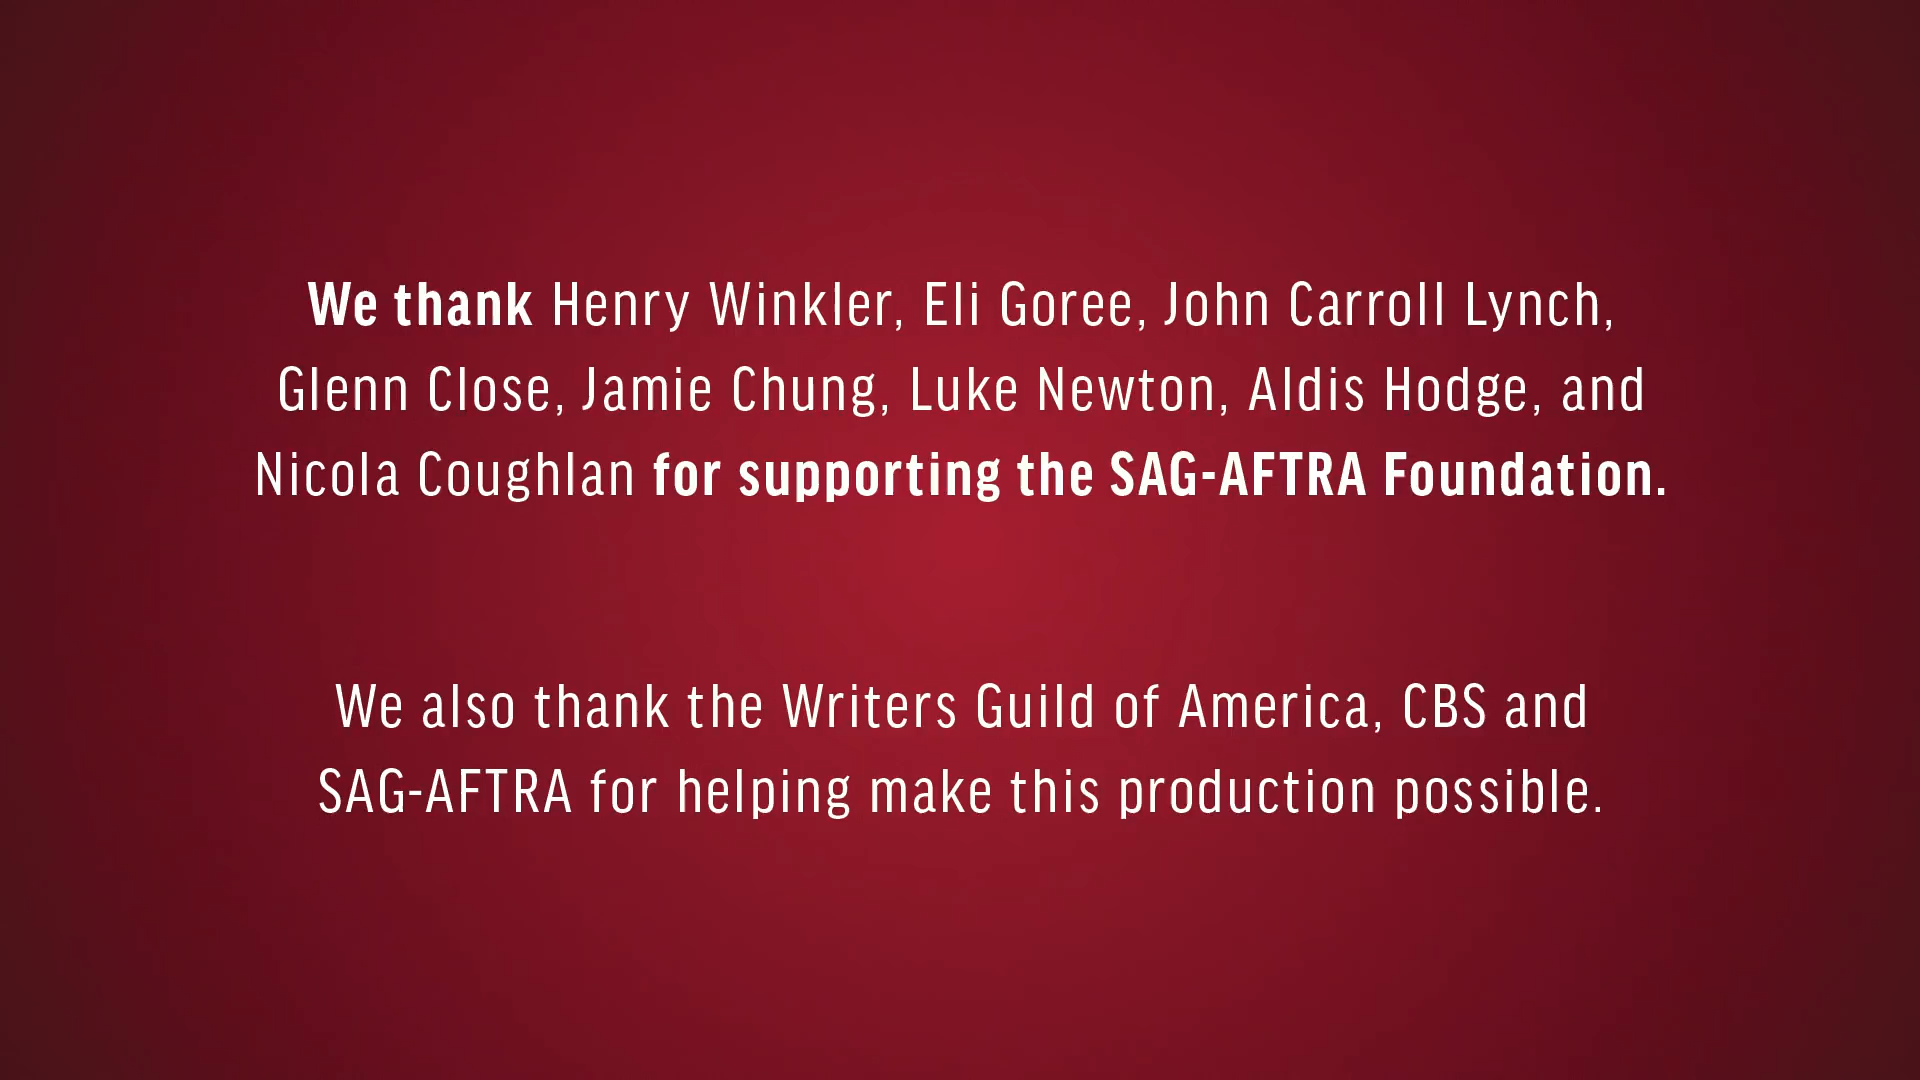 We thank Henry Winkler, Eli Goree, John Carroll Lynch,
Glenn Close, Jamie Chung, Luke Newton, Aldis Hodge, and
Nicola Coughlan for supporting the SAG-AFTRA Foundation.
We also thank the Writers Guild of America, CBS and
SAG-AFTRA for helping make this production possible.